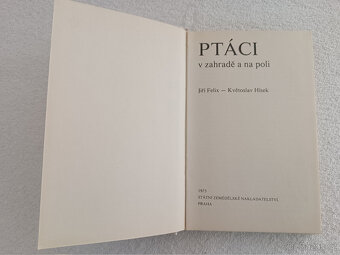 PTÁCI
v zahradě a na poli
Jiří Felix — Květoslav Hísek
1975
STÁTNÍ ZEMĚDĚLSKÉ NAKLADATELSTVÍ
PRAHA